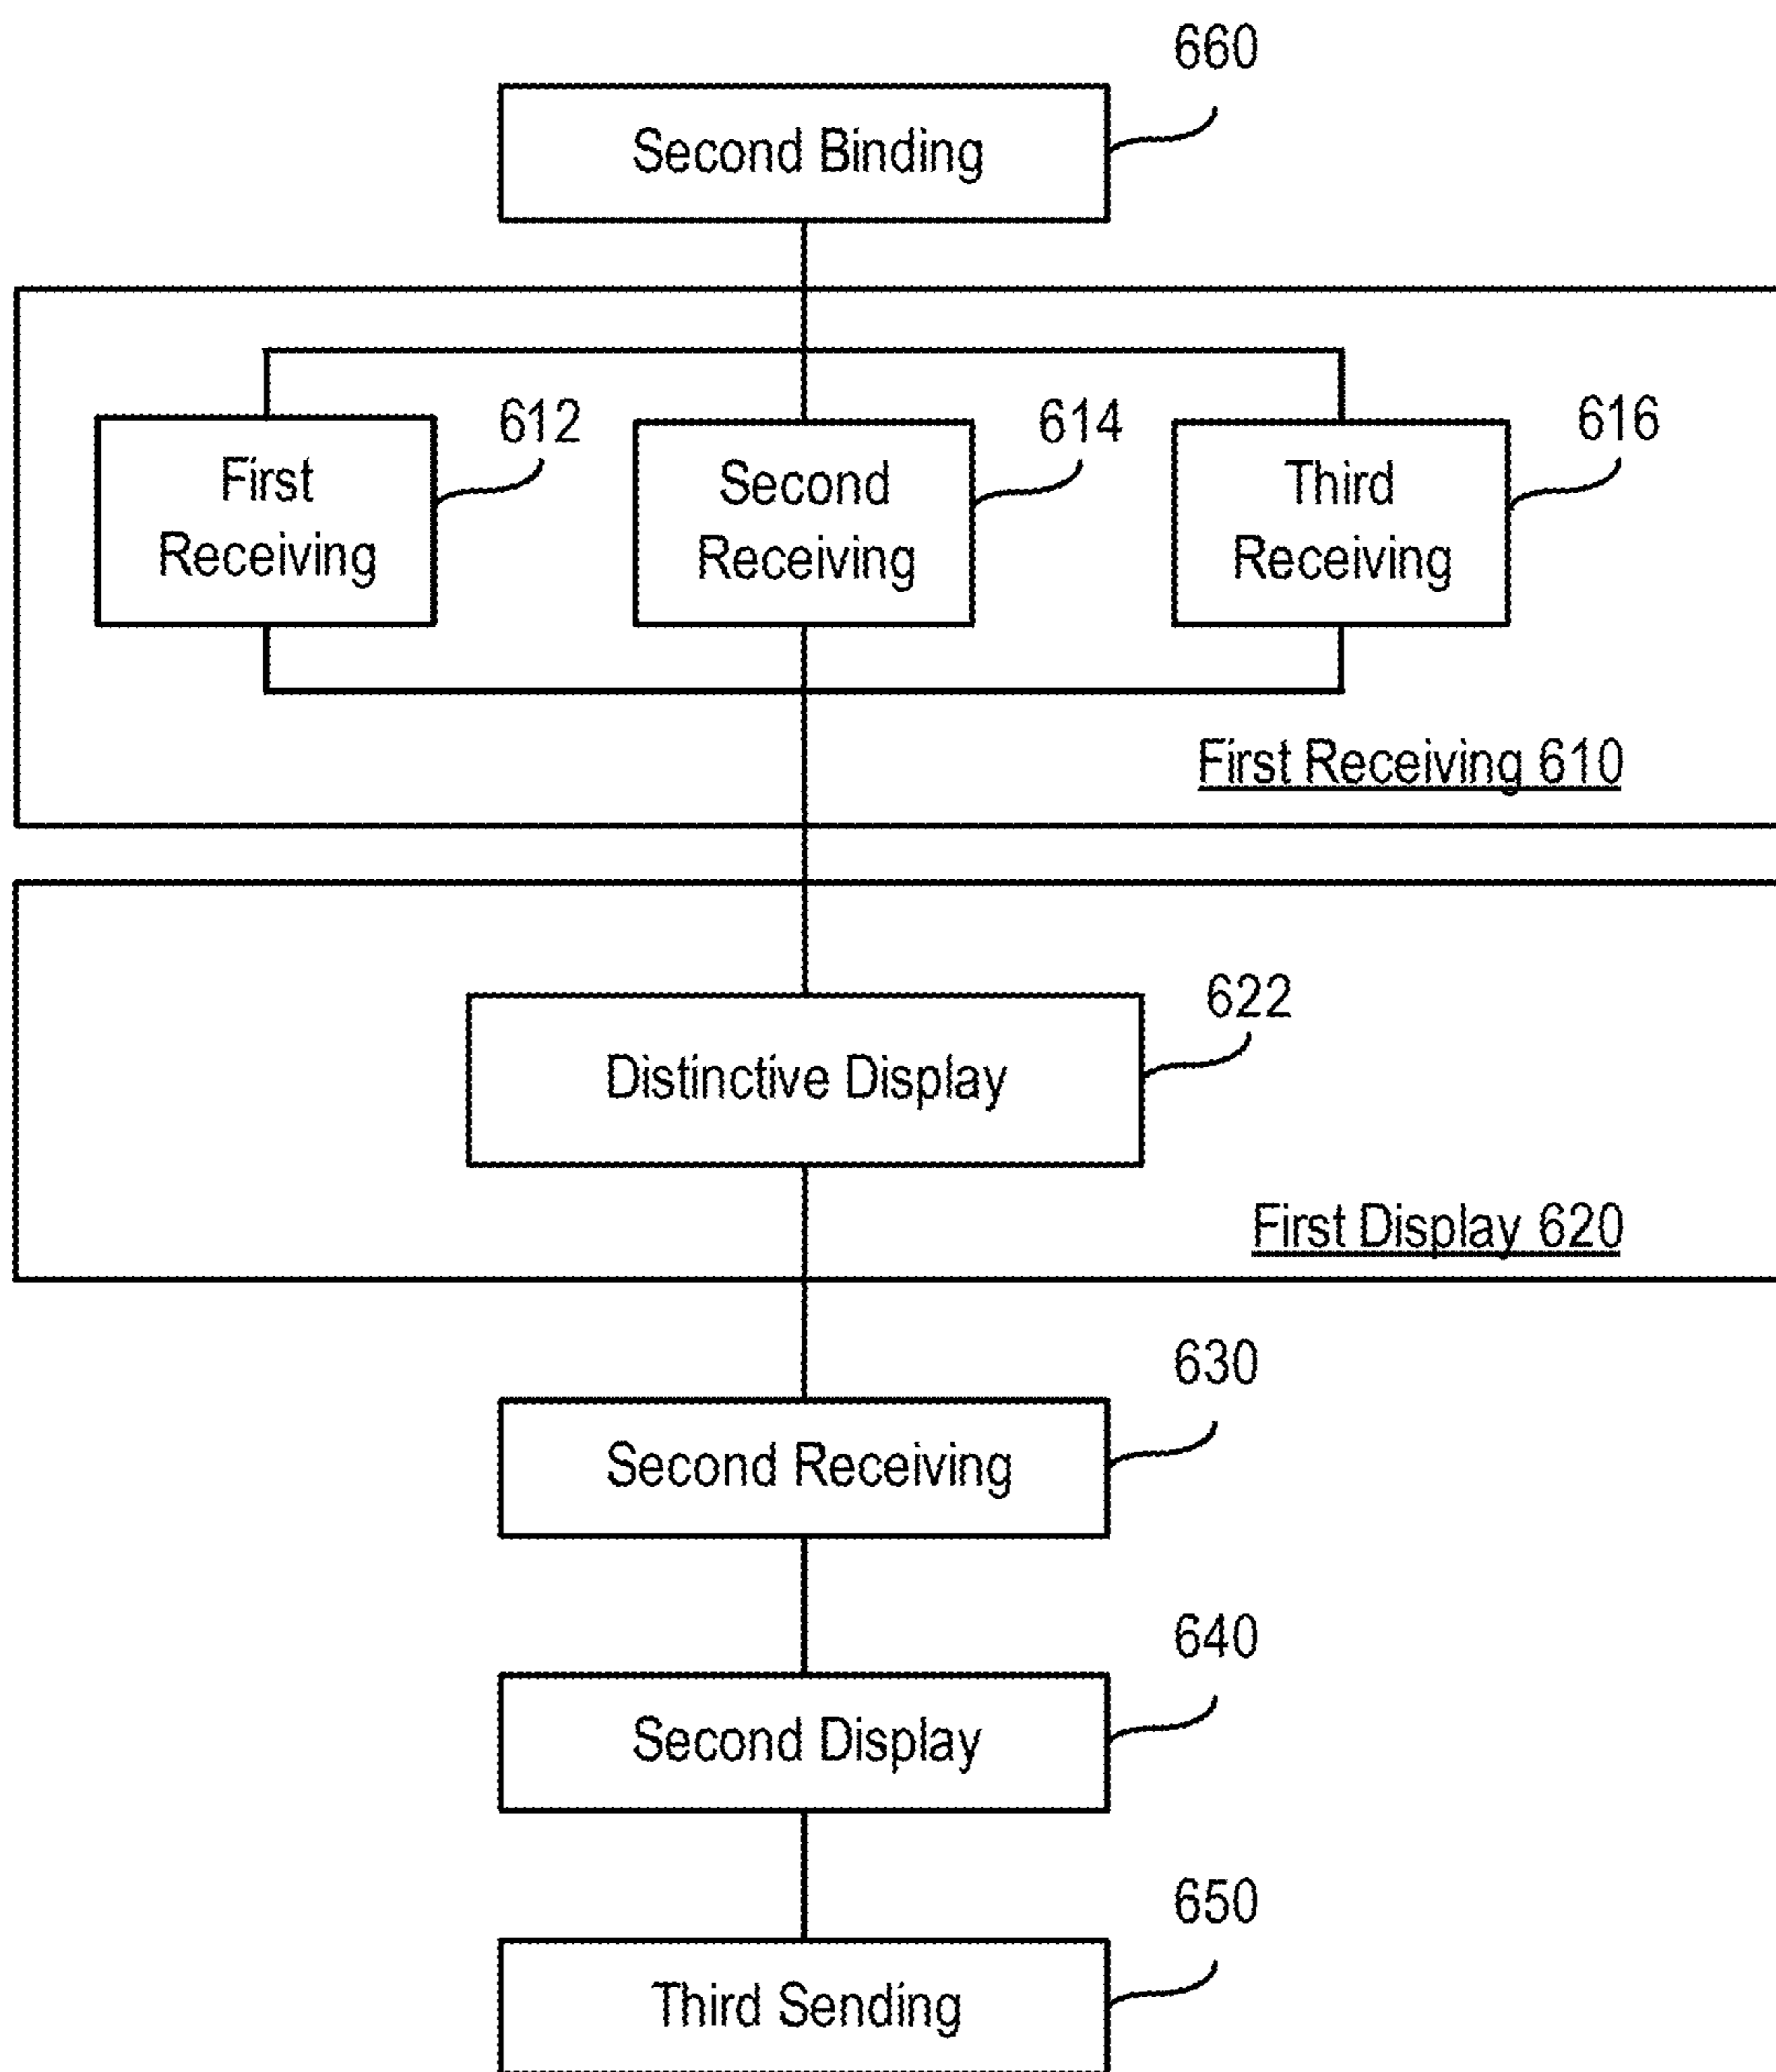 660
Second Binding
612
614
616
First
Receiving
Second
Receiving
Third
Receiving
First Receiving 610
622
Distinctive Display
First Display 620
630
Second Receiving
640
Second Display
650
Third Sending